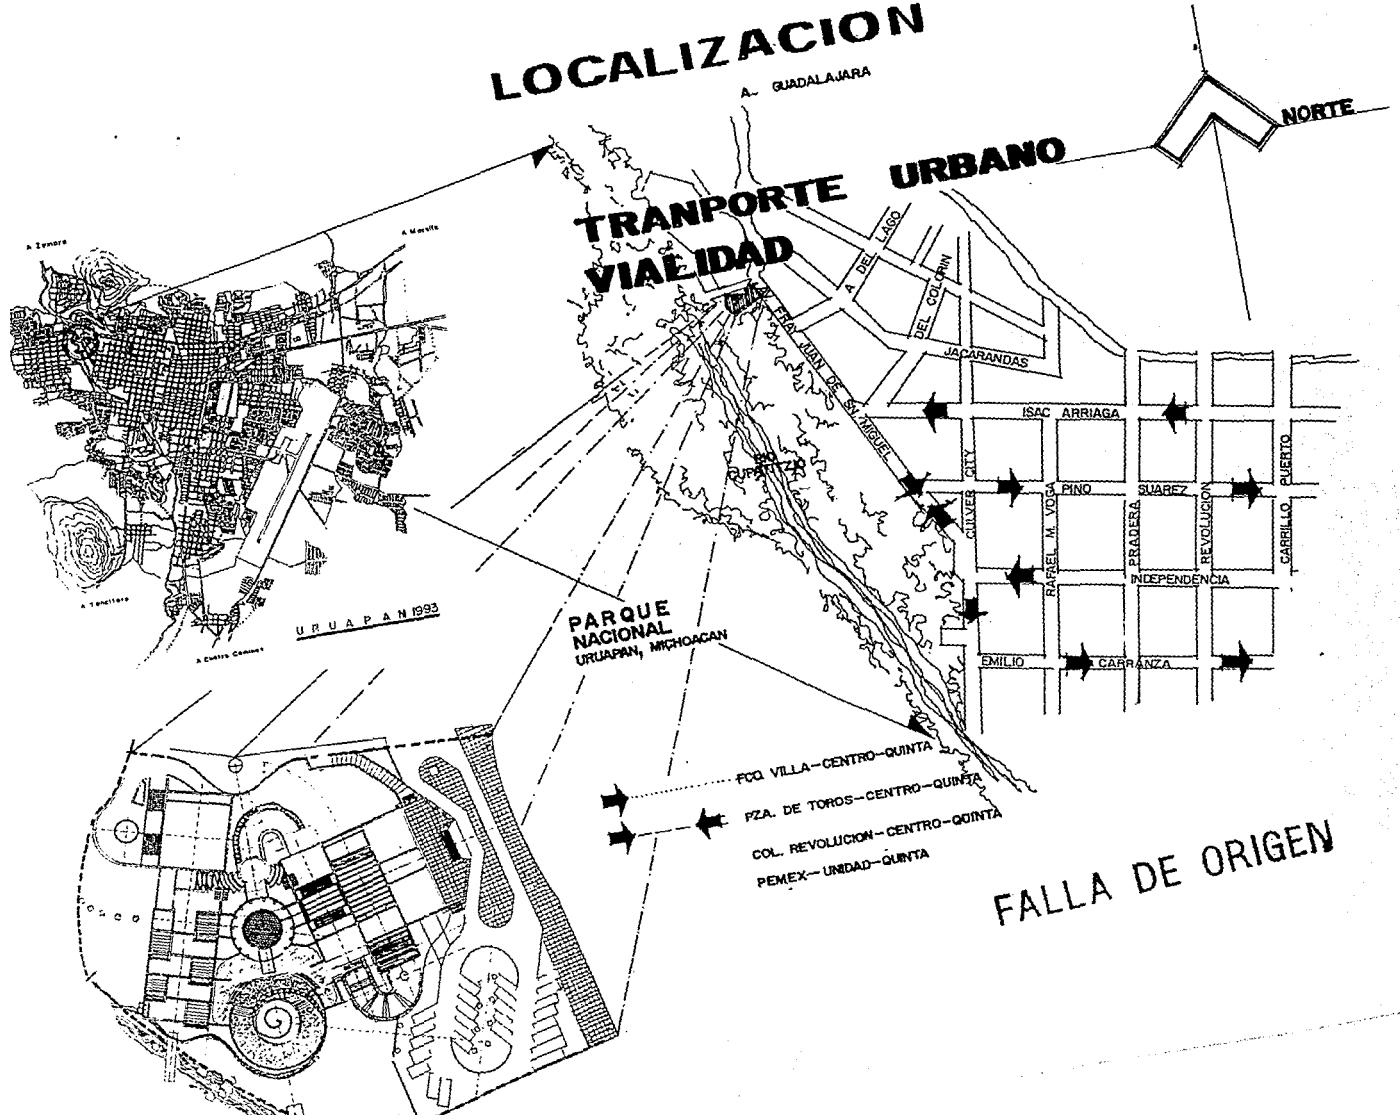 LOCALIZACION
A. GUADALAJARA
NORTE
TRANPORTE URBANO
VIALIDAD
A Zamora
A Morelia
A DEL LAGO
DEL COLORIN
JACARANDAS
FRAY JUAN DE SN MIGUEL
ISAC ARRIAGA
RIO
CUPATITZIO
CULVER CITY
RAFAEL M. VOGA
PINO SUAREZ
PRADERA
REVOLUCION
CARRILLO PUERTO
INDEPENDENCIA
EMILIO CARRANZA
A Tancitaro
URUAPAN 1993
A Cuatro Caminos
PARQUE
NACIONAL
URUAPAN, MICHOACAN
FCO. VILLA-CENTRO-QUINTA
PZA. DE TOROS-CENTRO-QUINTA
COL. REVOLUCION-CENTRO-QUINTA
PEMEX-UNIDAD-QUINTA
FALLA DE ORIGEN